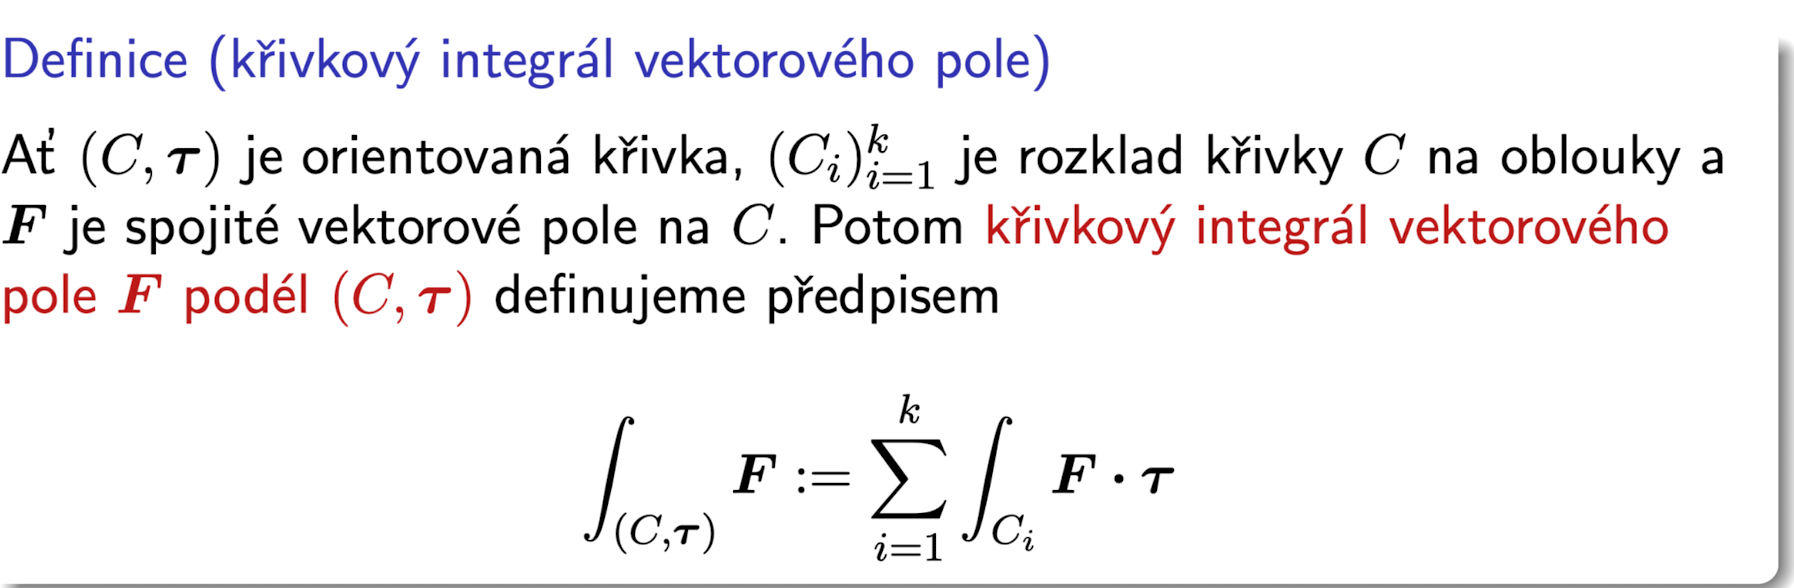 Definice (křivkový integrál vektorového pole)
Ať $(C, \boldsymbol{\tau})$ je orientovaná křivka, $(C_i)_{i=1}^{k}$ je rozklad křivky $C$ na oblouky a
$\boldsymbol{F}$ je spojité vektorové pole na $C$. Potom křivkový integrál vektorového
pole $\boldsymbol{F}$ podél $(C, \boldsymbol{\tau})$ definujeme předpisem
$\int_{(C,\boldsymbol{\tau})} \boldsymbol{F} := \sum_{i=1}^{k} \int_{C_i} \boldsymbol{F} \cdot \boldsymbol{\tau}$